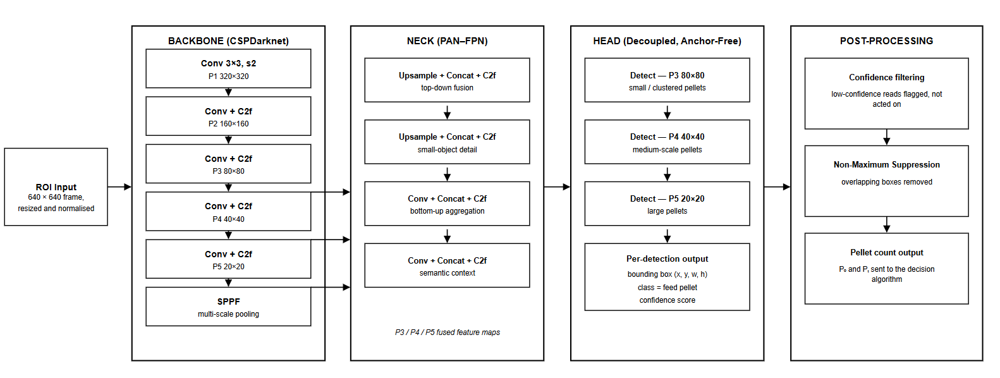 ROI Input
640 × 640 frame,
resized and normalised
BACKBONE (CSPDarknet)
Conv 3×3, s2
P1 320×320
Conv + C2f
P2 160×160
Conv + C2f
P3 80×80
Conv + C2f
P4 40×40
Conv + C2f
P5 20×20
SPPF
multi-scale pooling
NECK (PAN–FPN)
Upsample + Concat + C2f
top-down fusion
Upsample + Concat + C2f
small-object detail
Conv + Concat + C2f
bottom-up aggregation
Conv + Concat + C2f
semantic context
P3 / P4 / P5 fused feature maps
HEAD (Decoupled, Anchor-Free)
Detect — P3 80×80
small / clustered pellets
Detect — P4 40×40
medium-scale pellets
Detect — P5 20×20
large pellets
Per-detection output
bounding box (x, y, w, h)
class = feed pellet
confidence score
POST-PROCESSING
Confidence filtering
low-confidence reads flagged, not
acted on
Non-Maximum Suppression
overlapping boxes removed
Pellet count output
P₀ and Pₜ sent to the decision
algorithm